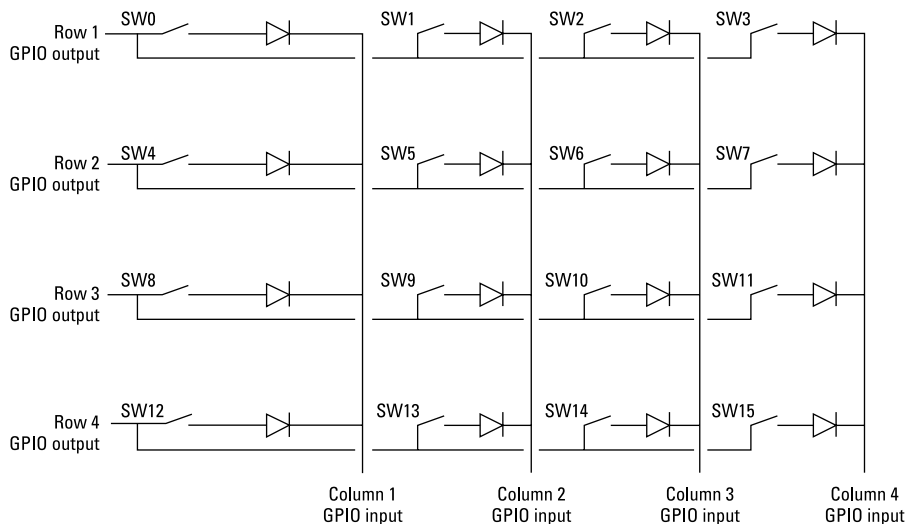 SW0
SW1
SW2
SW3
Row 1
GPIO output
SW4
SW5
SW6
SW7
Row 2
GPIO output
SW8
SW9
SW10
SW11
Row 3
GPIO output
SW12
SW13
SW14
SW15
Row 4
GPIO output
Column 1
GPIO input
Column 2
GPIO input
Column 3
GPIO input
Column 4
GPIO input